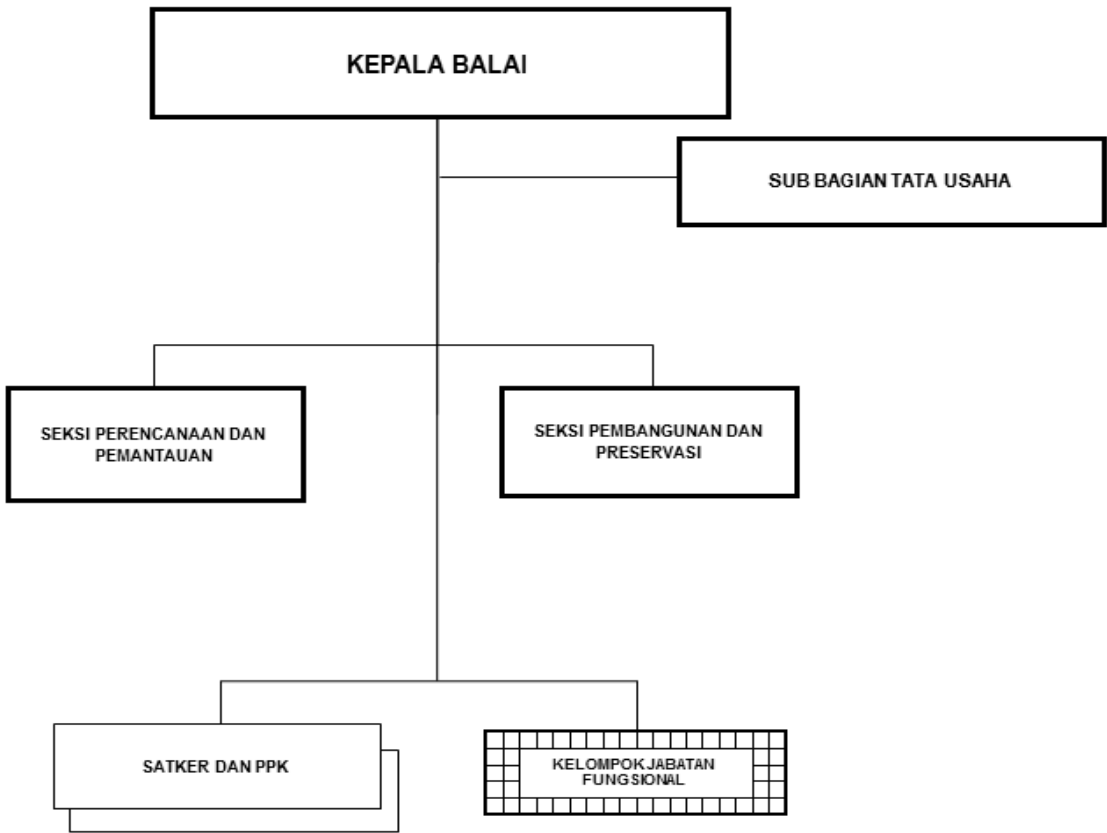 KEPALA BALAI
SUB BAGIAN TATA USAHA
SEKSI PERENCANAAN DAN
PEMANTAUAN
SEKSI PEMBANGUNAN DAN
PRESERVASI
SATKER DAN PPK
KELOMPOK JABATAN
FUNGSIONAL